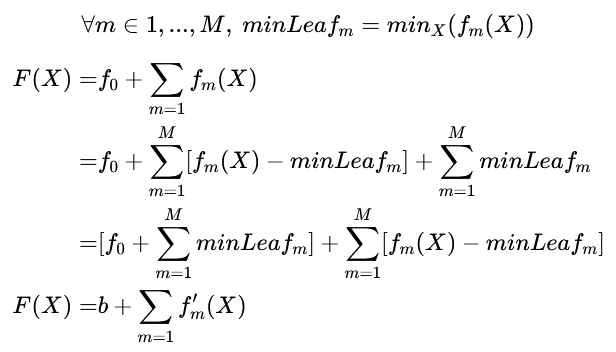 ∀m ∈ 1, ..., M, minLeaf_m = min_X(f_m(X))
F(X) = f_0 + ∑_{m=1} f_m(X)
= f_0 + ∑_{m=1}^{M} [f_m(X) − minLeaf_m] + ∑_{m=1}^{M} minLeaf_m
= [f_0 + ∑_{m=1}^{M} minLeaf_m] + ∑_{m=1}^{M} [f_m(X) − minLeaf_m]
F(X) = b + ∑_{m=1} f′_m(X)